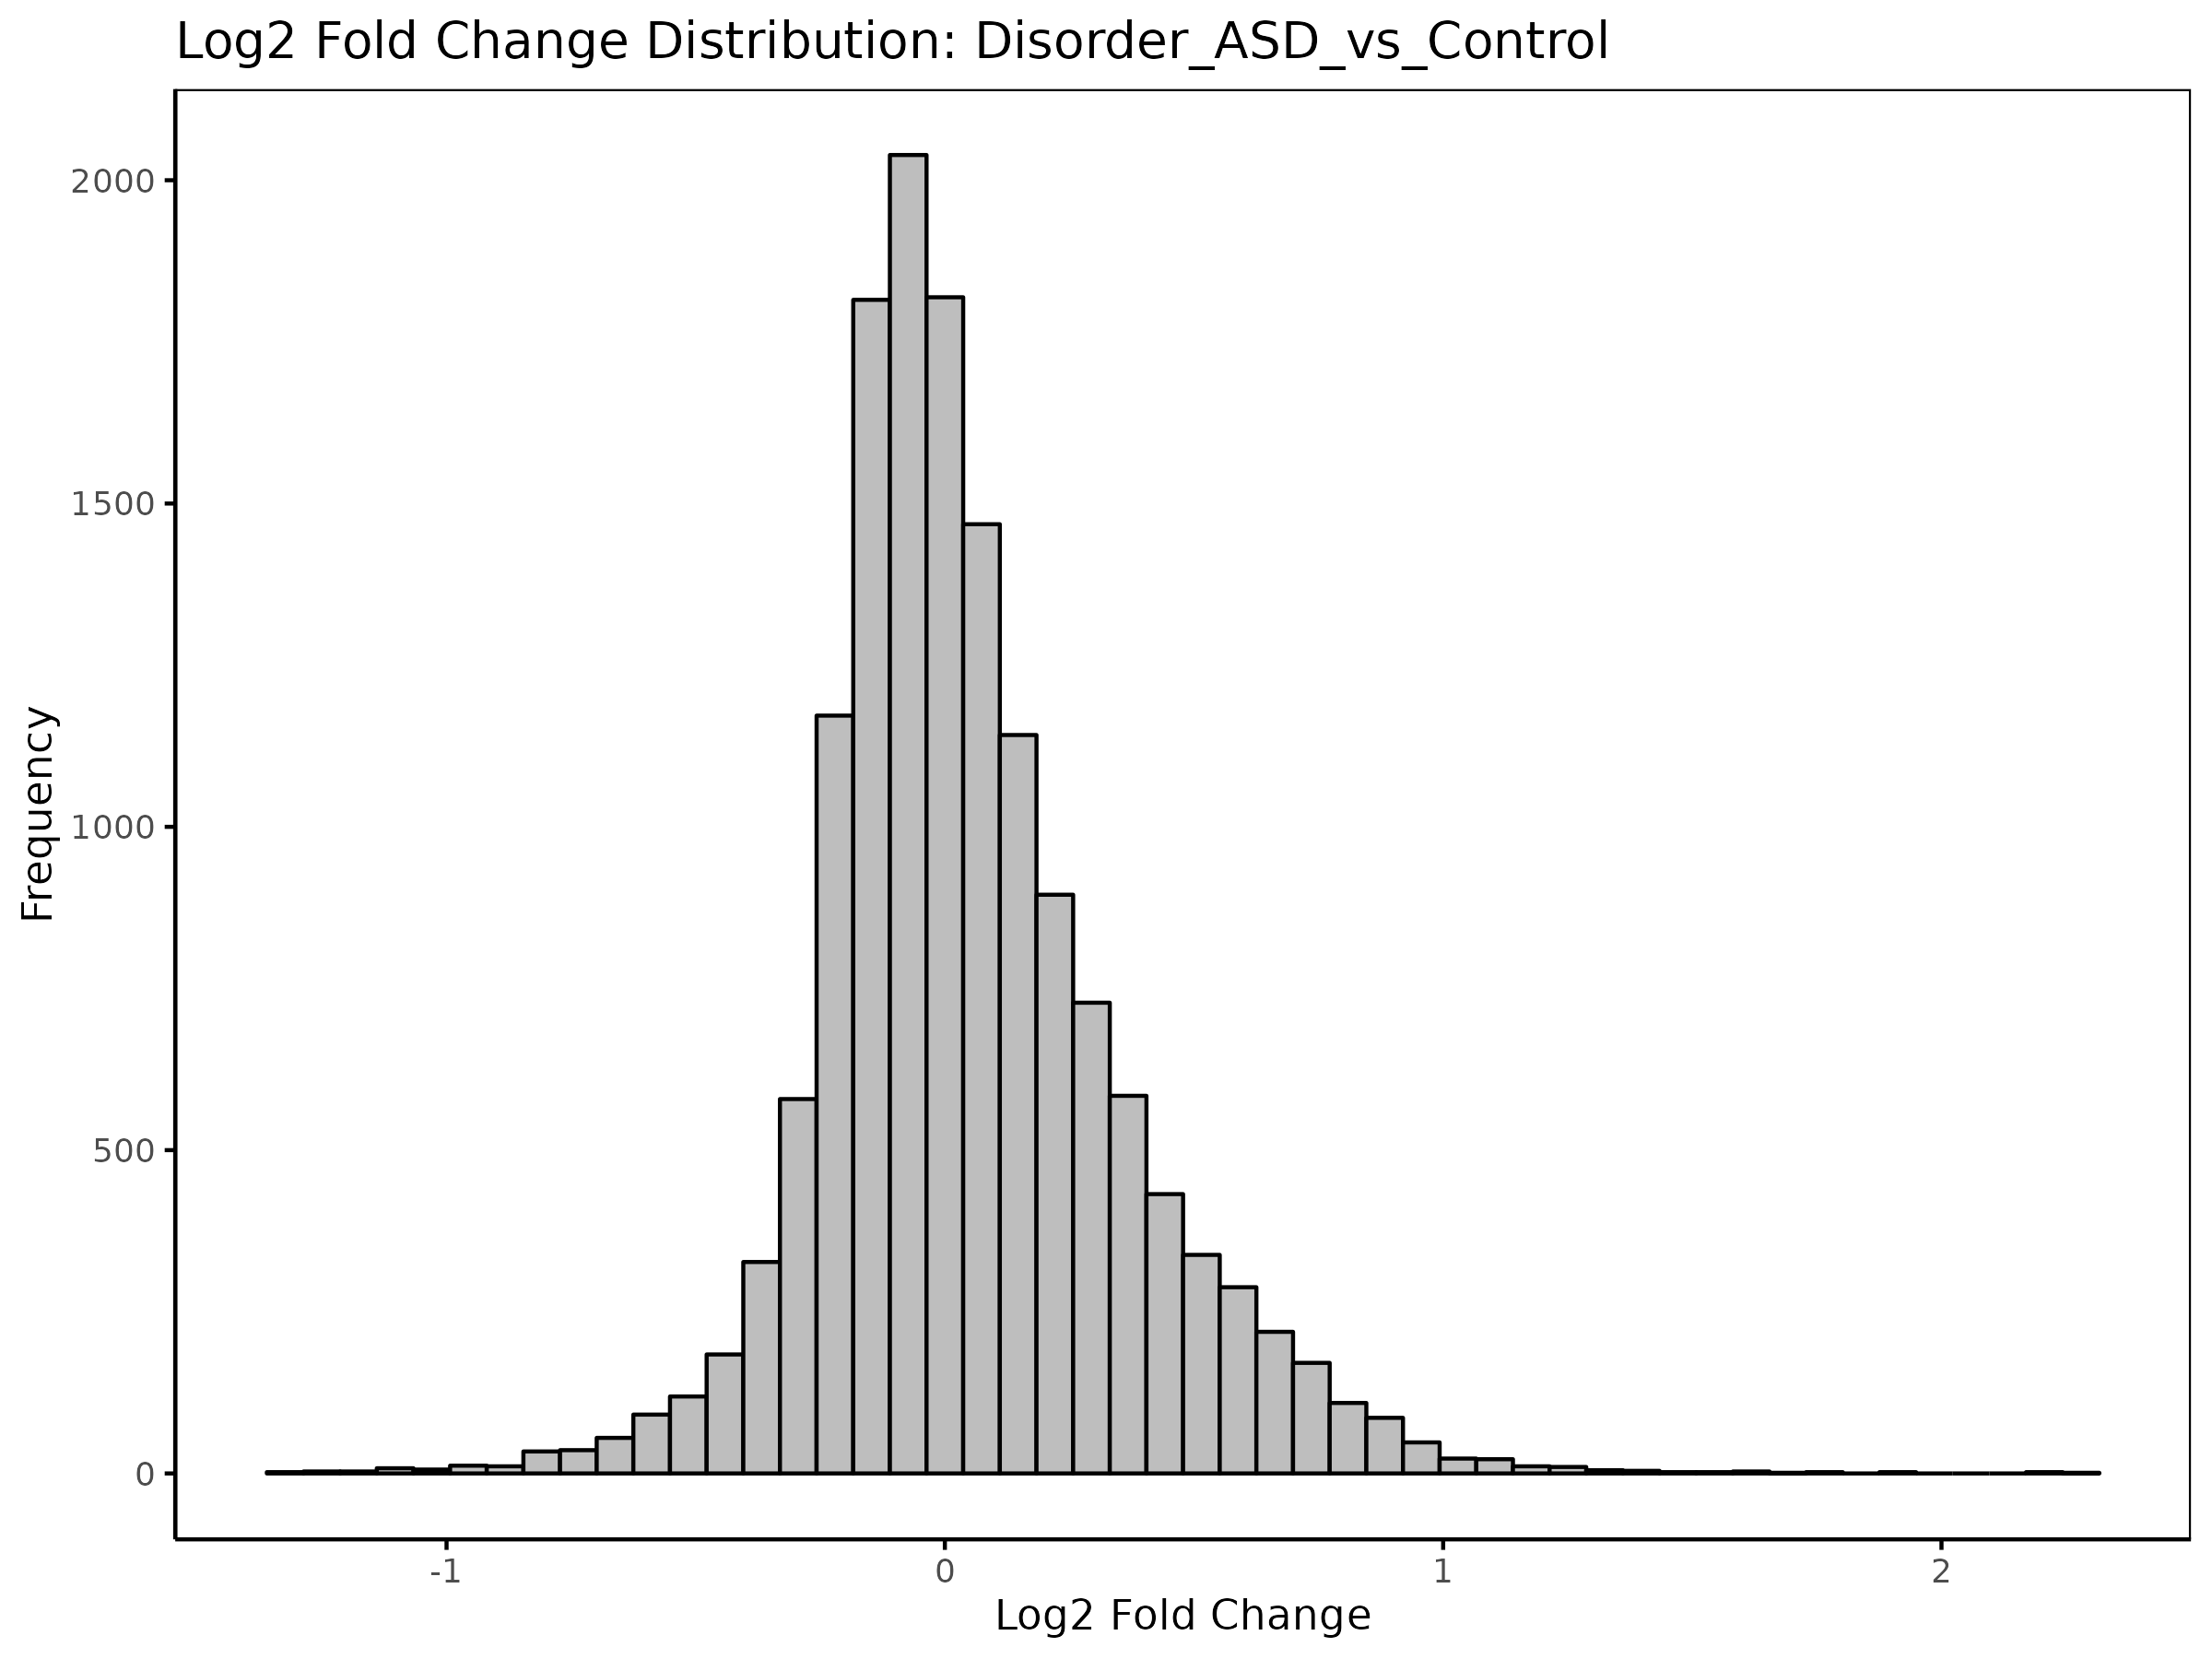 Log2 Fold Change Distribution: Disorder_ASD_vs_Control
Frequency
2000
1500
1000
500
0
-1 0 1 2
Log2 Fold Change